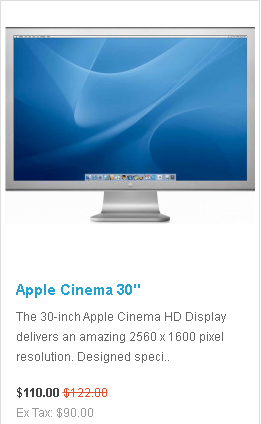 Apple Cinema 30"
The 30-inch Apple Cinema HD Display
delivers an amazing 2560 x 1600 pixel
resolution. Designed speci..
$110.00 $122.00
Ex Tax: $90.00